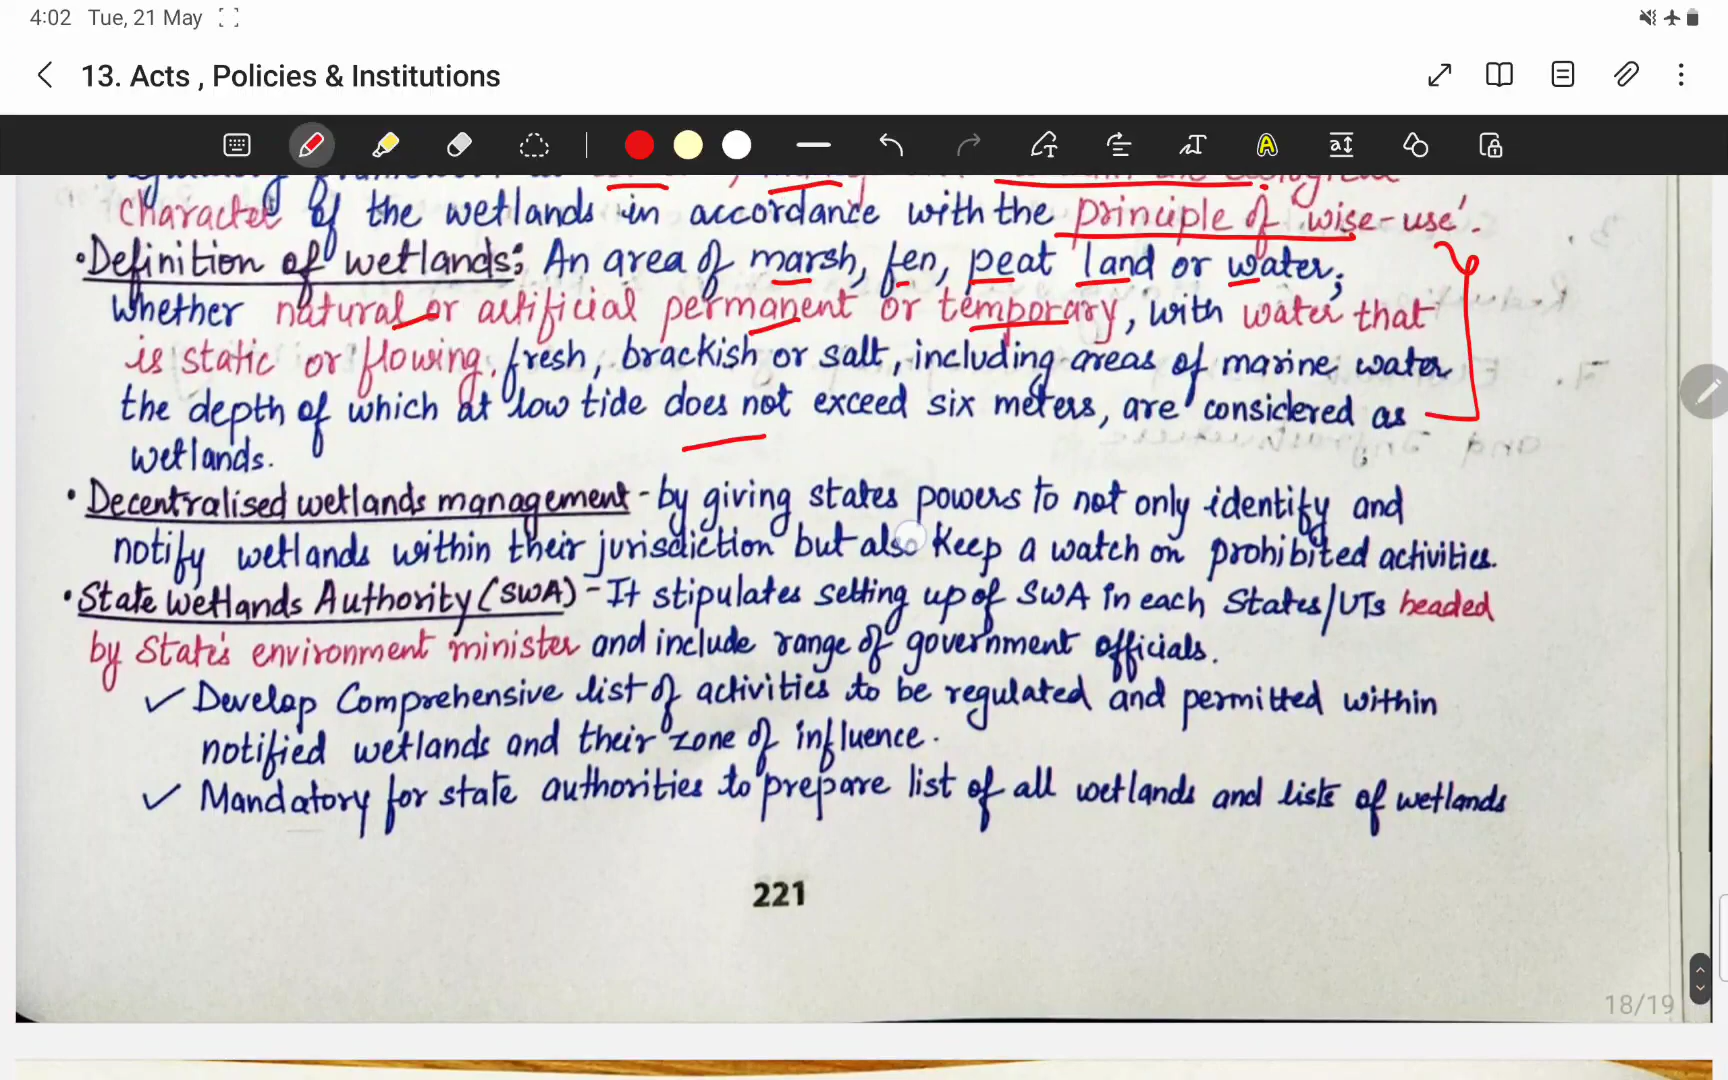 4:02 Tue, 21 May
13. Acts , Policies & Institutions
character of the wetlands in accordance with the principle of 'wise-use'.
• Definition of wetlands: An area of marsh, fen, peat land or water;
whether natural or artificial permanent or temporary, with water that
is static or flowing, fresh, brackish or salt, including areas of marine water
the depth of which at low tide does not exceed six meters, are considered as
wetlands.
• Decentralised wetlands management - by giving states powers to not only identify and
notify wetlands within their jurisdiction but also keep a watch on prohibited activities.
• State Wetlands Authority (SWA) - It stipulates setting up of SWA in each States/UTs headed
by State's environment minister and include range of government officials.
✓ Develop Comprehensive list of activities to be regulated and permitted within
notified wetlands and their zone of influence.
✓ Mandatory for state authorities to prepare list of all wetlands and lists of wetlands
221
18/19